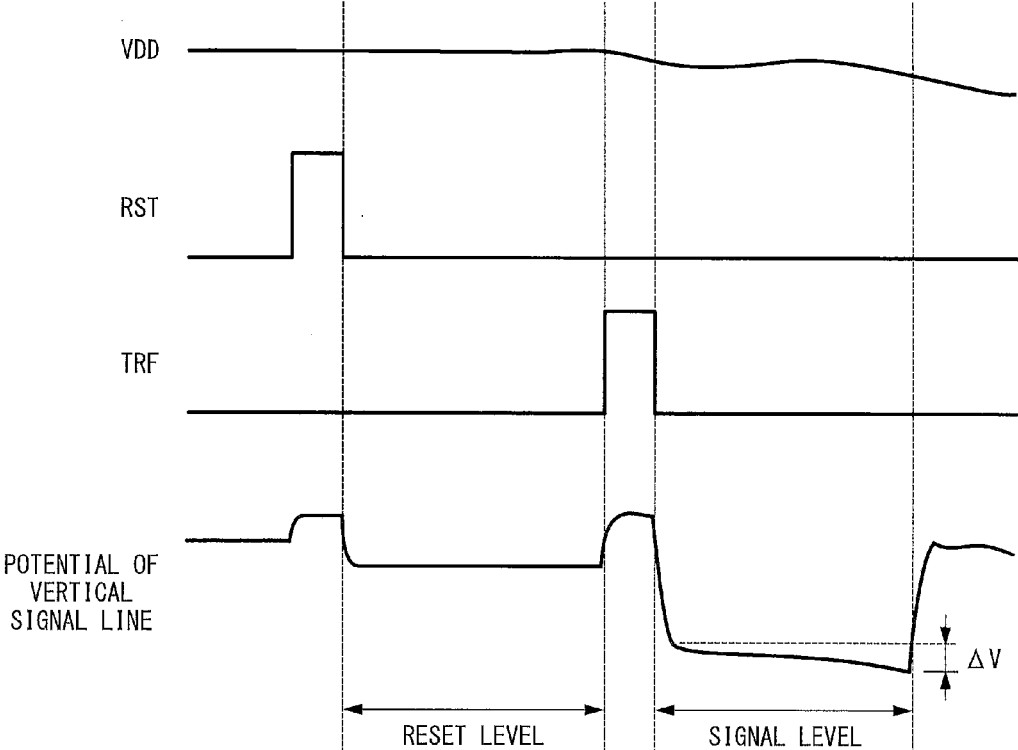 VDD
RST
TRF
POTENTIAL OF
VERTICAL
SIGNAL LINE
ΔV
RESET LEVEL
SIGNAL LEVEL